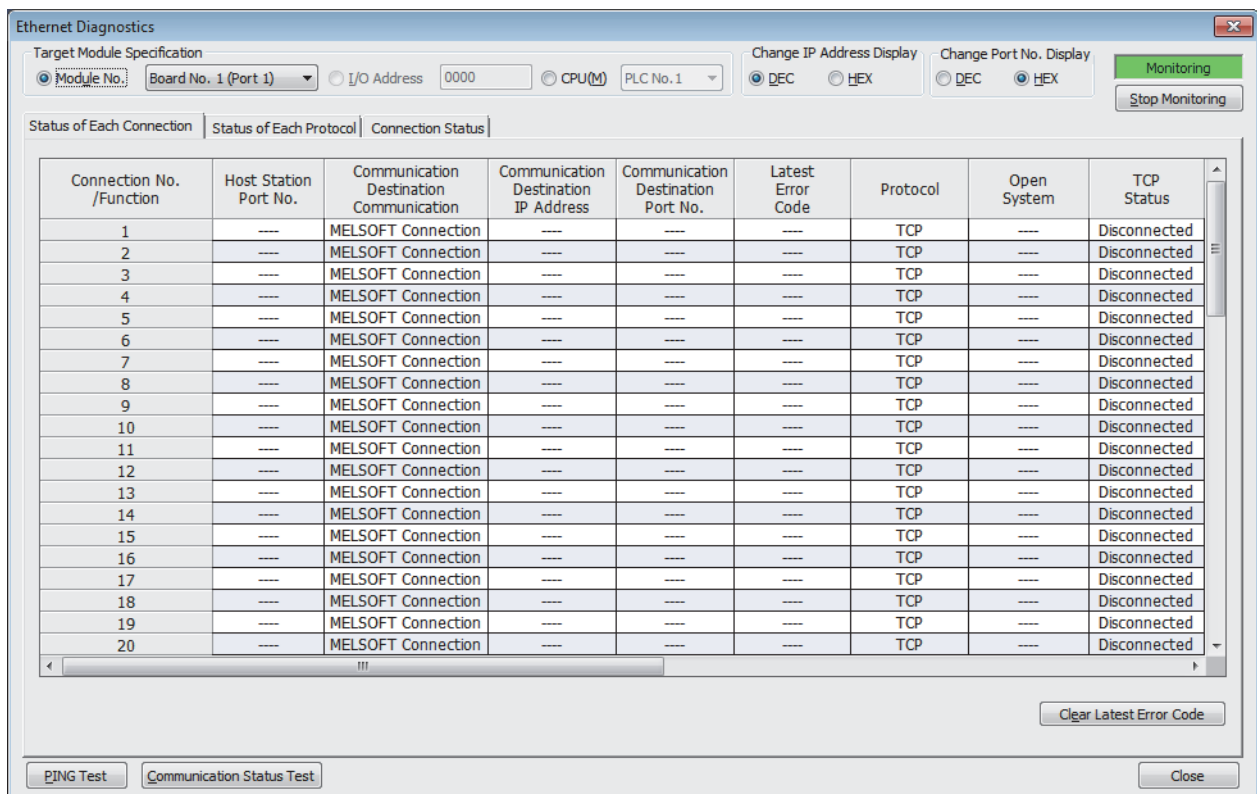 Ethernet Diagnostics
Target Module Specification
Module No. Board No. 1 (Port 1) I/O Address 0000 CPU(M) PLC No.1
Change IP Address Display
DEC HEX
Change Port No. Display
DEC HEX
Monitoring
Stop Monitoring
Status of Each Connection Status of Each Protocol Connection Status
Connection No. /Function Host Station Port No. Communication Destination Communication Communication Destination IP Address Communication Destination Port No. Latest Error Code Protocol Open System TCP Status
1 ---- MELSOFT Connection ---- ---- ---- TCP ---- Disconnected
2 ---- MELSOFT Connection ---- ---- ---- TCP ---- Disconnected
3 ---- MELSOFT Connection ---- ---- ---- TCP ---- Disconnected
4 ---- MELSOFT Connection ---- ---- ---- TCP ---- Disconnected
5 ---- MELSOFT Connection ---- ---- ---- TCP ---- Disconnected
6 ---- MELSOFT Connection ---- ---- ---- TCP ---- Disconnected
7 ---- MELSOFT Connection ---- ---- ---- TCP ---- Disconnected
8 ---- MELSOFT Connection ---- ---- ---- TCP ---- Disconnected
9 ---- MELSOFT Connection ---- ---- ---- TCP ---- Disconnected
10 ---- MELSOFT Connection ---- ---- ---- TCP ---- Disconnected
11 ---- MELSOFT Connection ---- ---- ---- TCP ---- Disconnected
12 ---- MELSOFT Connection ---- ---- ---- TCP ---- Disconnected
13 ---- MELSOFT Connection ---- ---- ---- TCP ---- Disconnected
14 ---- MELSOFT Connection ---- ---- ---- TCP ---- Disconnected
15 ---- MELSOFT Connection ---- ---- ---- TCP ---- Disconnected
16 ---- MELSOFT Connection ---- ---- ---- TCP ---- Disconnected
17 ---- MELSOFT Connection ---- ---- ---- TCP ---- Disconnected
18 ---- MELSOFT Connection ---- ---- ---- TCP ---- Disconnected
19 ---- MELSOFT Connection ---- ---- ---- TCP ---- Disconnected
20 ---- MELSOFT Connection ---- ---- ---- TCP ---- Disconnected
Clear Latest Error Code
PING Test Communication Status Test Close